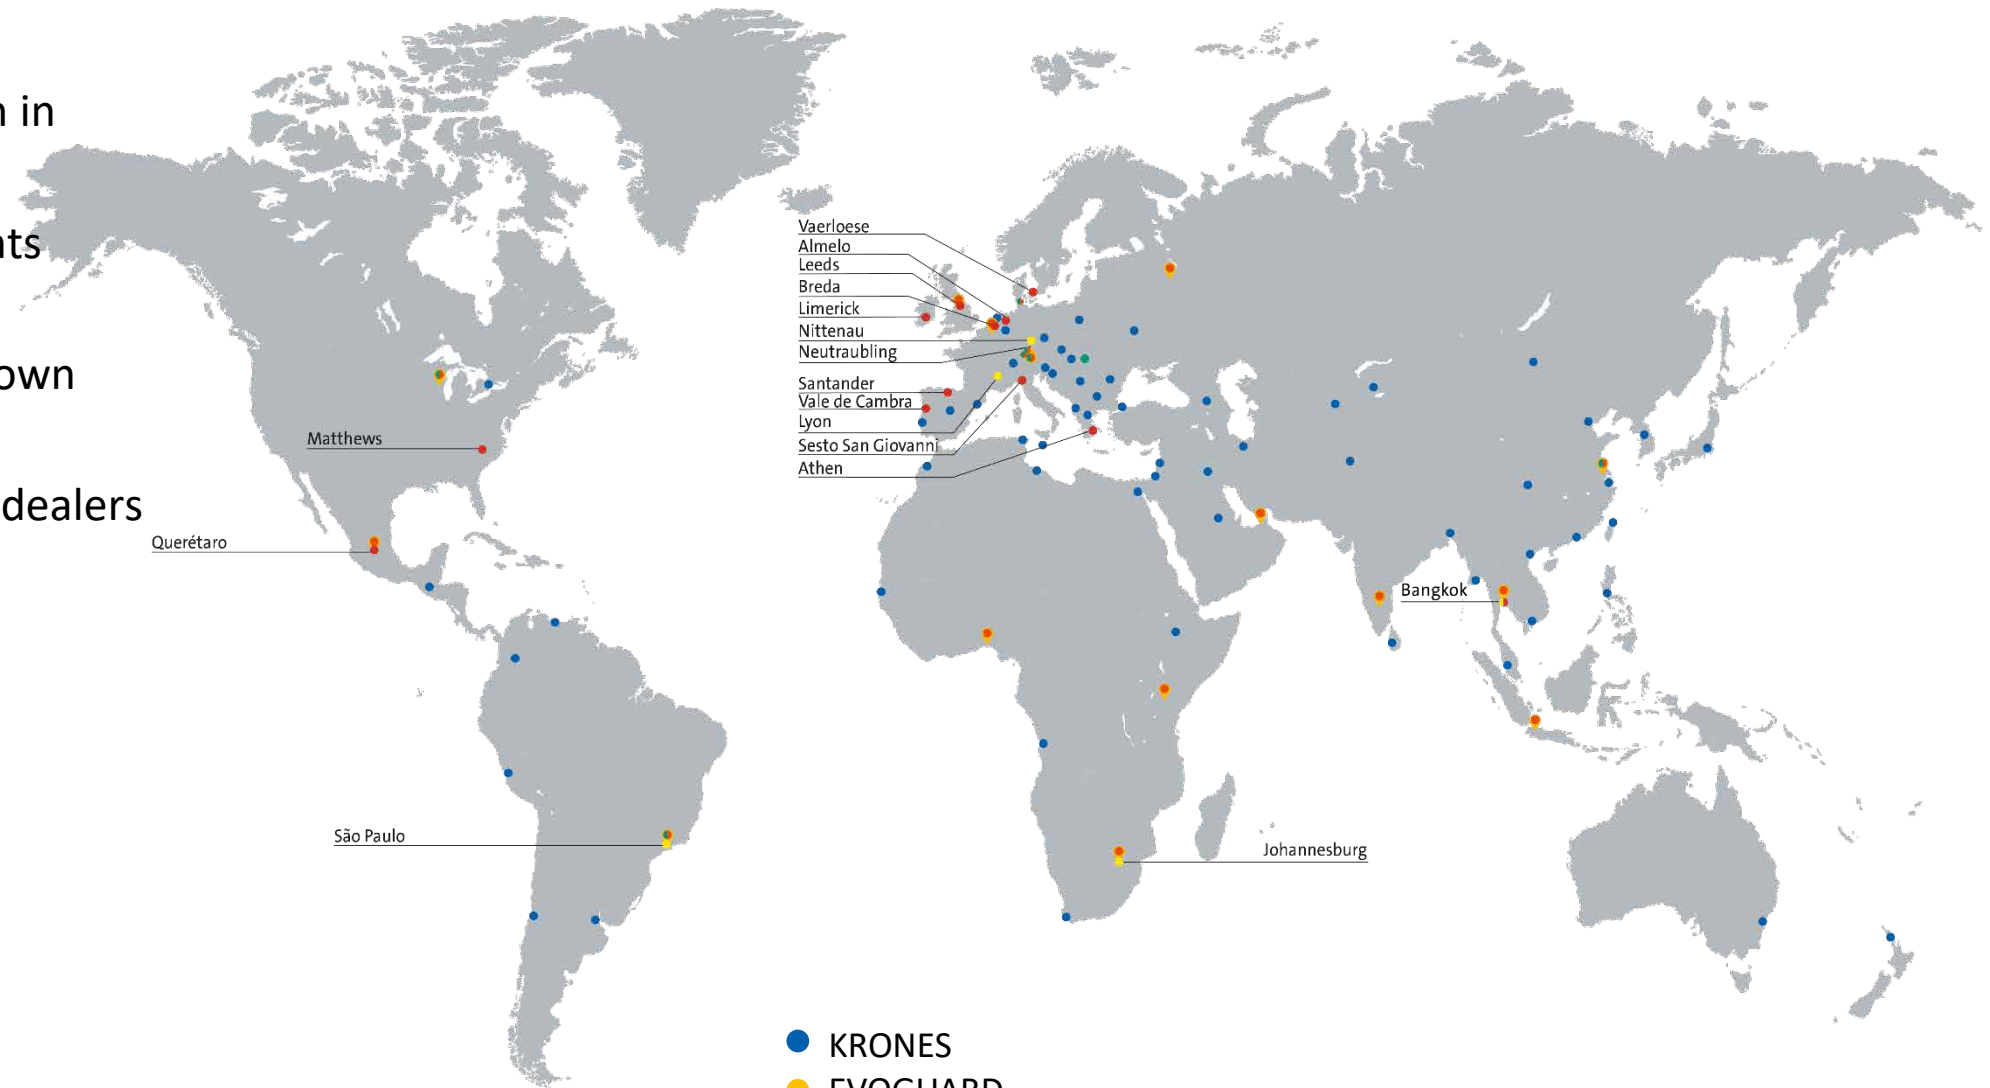 n in
nts
own
dealers
Vaerloese
Almelo
Leeds
Breda
Limerick
Nittenau
Neutraubling
Santander
Vale de Cambra
Lyon
Sesto San Giovanni
Athen
Matthews
Querétaro
Bangkok
São Paulo
Johannesburg
KRONES
EVOGUARD